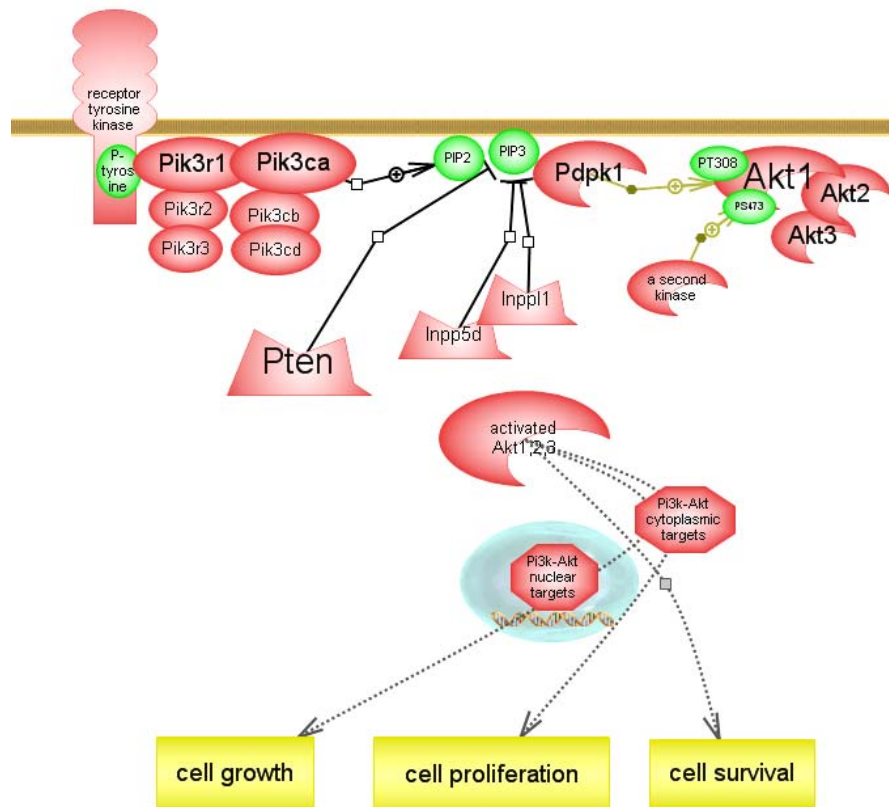 receptor
tyrosine
kinase
P-
tyros
ine
Pik3r1
Pik3ca
PIP2
PIP3
Pdpk1
PT308
Akt1
Akt2
Pik3r2
Pik3cb
PS473
Akt3
Pik3r3
Pik3cd
a second
kinase
Inppl1
Inpp5d
Pten
activated
Akt1,2,3
Pi3k-Akt
cytoplasmic
targets
Pi3k-Akt
nuclear
targets
cell growth
cell proliferation
cell survival